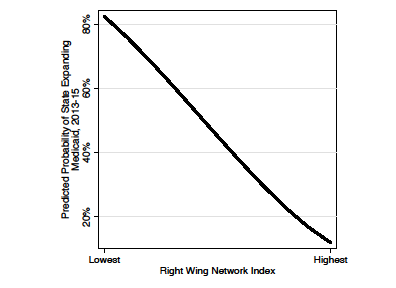 Predicted Probability of State Expanding
Medicaid, 2013-15
80%
60%
40%
20%
Lowest
Highest
Right Wing Network Index